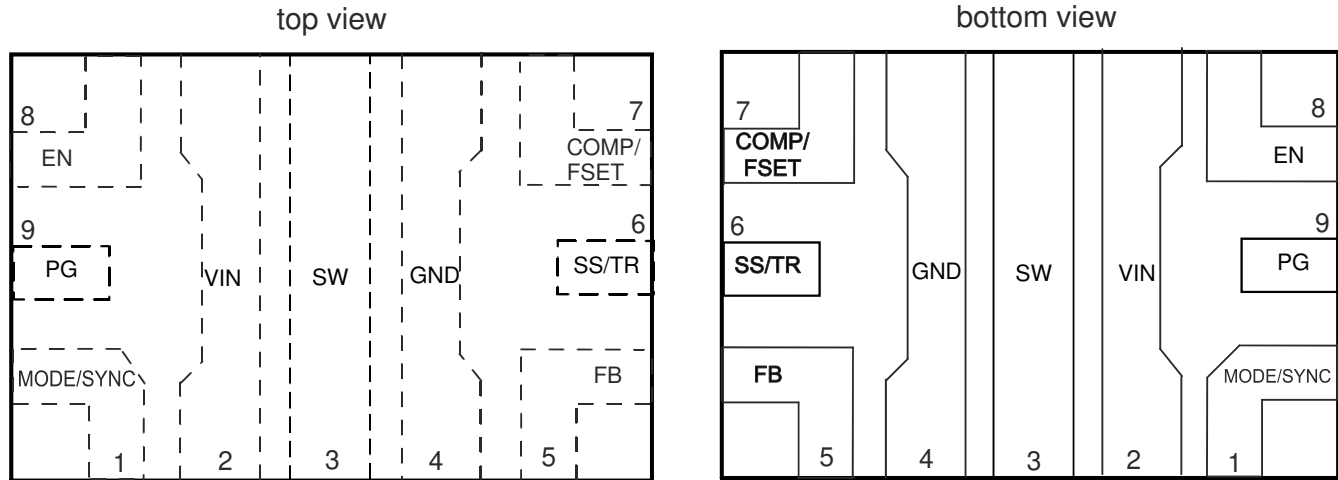 top view
8
EN
7
COMP/
FSET
9
PG
VIN
SW
GND
6
SS/TR
MODE/SYNC
FB
1
2
3
4
5
bottom view
7
COMP/
FSET
8
EN
6
SS/TR
GND
SW
VIN
9
PG
FB
MODE/SYNC
5
4
3
2
1